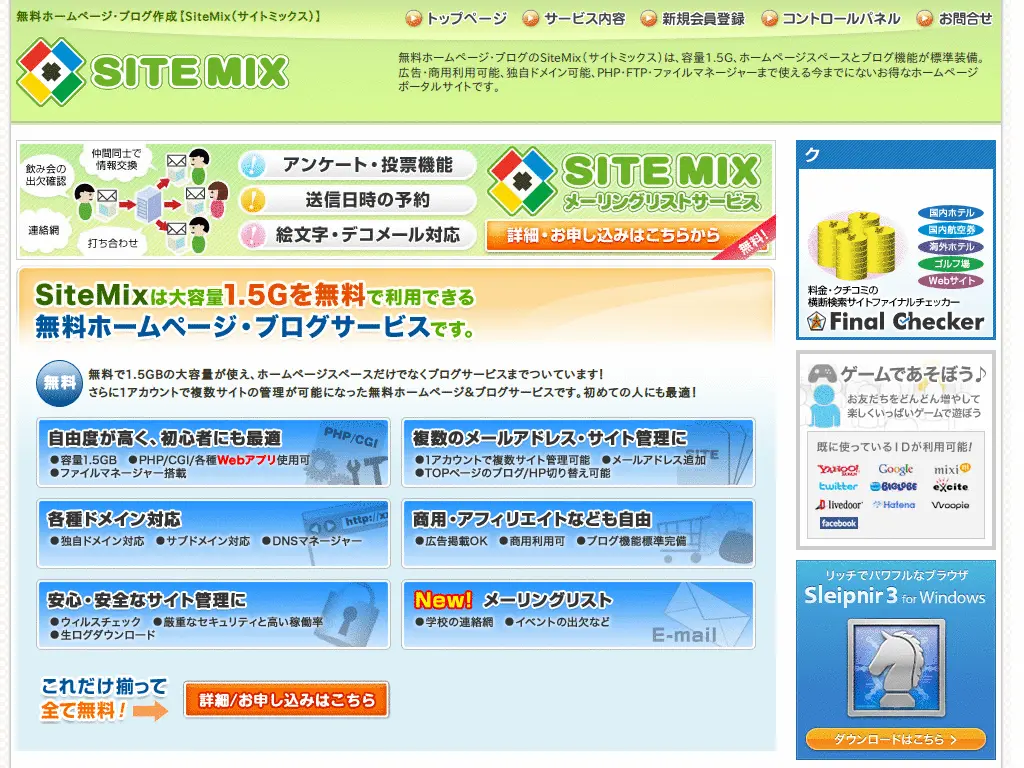 無料ホームページ・ブログ作成【SiteMix（サイトミックス）】
トップページ サービス内容 新規会員登録 コントロールパネル お問合せ
SITE MIX
無料ホームページ・ブログのSiteMix（サイトミックス）は、容量1.5G、ホームページスペースとブログ機能が標準装備。
広告・商用利用可能、独自ドメイン可能、PHP・FTP・ファイルマネージャーまで使える今までにないお得なホームページ
ポータルサイトです。
飲み会の
出欠確認
仲間同士で
情報交換
連絡網
打ち合わせ
アンケート・投票機能
送信日時の予約
絵文字・デコメール対応
SITE MIX
メーリングリストサービス
詳細・お申し込みはこちらから
無料!
SiteMixは大容量1.5Gを無料で利用できる
無料ホームページ・ブログサービスです。
無料
無料で1.5GBの大容量が使え、ホームページスペースだけでなくブログサービスまでついています！
さらに1アカウントで複数サイトの管理が可能になった無料ホームページ&ブログサービスです。初めての人にも最適！
自由度が高く、初心者にも最適
●容量1.5GB ●PHP/CGI/各種Webアプリ使用可
●ファイルマネージャー搭載
PHP/CGI
複数のメールアドレス・サイト管理に
●1アカウントで複数サイト管理可能 ●メールアドレス追加
●TOPページのブログ/HP切り替え可能
SITE
各種ドメイン対応
●独自ドメイン対応 ●サブドメイン対応 ●DNSマネージャー
http://x
商用・アフィリエイトなども自由
●広告掲載OK ●商用利用可 ●ブログ機能標準完備
安心・安全なサイト管理に
●ウィルスチェック ●厳重なセキュリティと高い稼働率
●生ログダウンロード
New! メーリングリスト
●学校の連絡網 ●イベントの出欠など
E-mail
これだけ揃って
全て無料！
詳細/お申し込みはこちら
ク
国内ホテル
国内航空券
海外ホテル
ゴルフ場
Webサイト
料金・クチコミの
横断検索サイトファイナルチェッカー
Final Checker
ゲームであそぼう♪
お友だちをどんどん増やして
楽しくいっぱいゲームで遊ぼう
既に使っているIDが利用可能!
YAHOO! JAPAN Google mixi
twitter BIGLOBE excite
livedoor Hatena Woopie
facebook
リッチでパワフルなブラウザ
Sleipnir 3 for Windows
ダウンロードはこちら